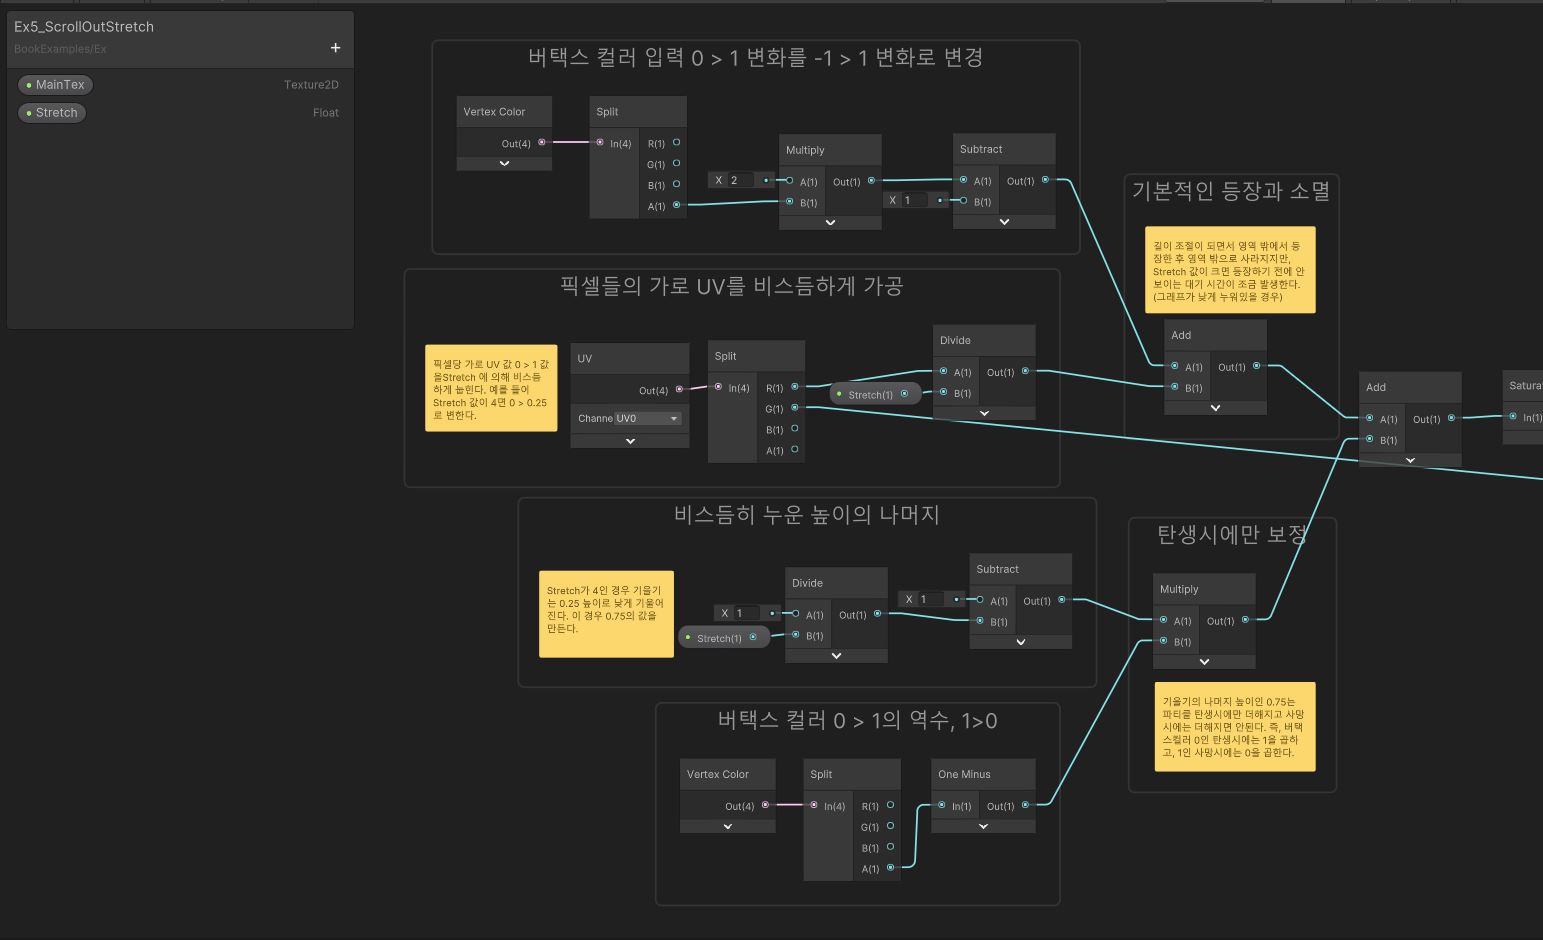 Ex5_ScrollOutStretch
BookExamples/Ex
+
MainTex
Texture2D
Stretch
Float
버택스 컬러 입력 0 > 1 변화를 -1 > 1 변화로 변경
Vertex Color
Out(4)
Split
In(4)
R(1)
G(1)
B(1)
A(1)
X 2
Multiply
A(1)
B(1)
Out(1)
X 1
Subtract
A(1)
B(1)
Out(1)
픽셀들의 가로 UV를 비스듬하게 가공
픽셀당 가로 UV 값 0 > 1 값
을Stretch 에 의해 비스듬
하게 눕힌다. 예를 들어
Stretch 값이 4면 0 > 0.25
로 변한다.
UV
Out(4)
Channe UV0
Split
In(4)
R(1)
G(1)
B(1)
A(1)
Stretch(1)
Divide
A(1)
B(1)
Out(1)
기본적인 등장과 소멸
길이 조절이 되면서 영역 밖에서 등
장한 후 영역 밖으로 사라지지만,
Stretch 값이 크면 등장하기 전에 안
보이는 대기 시간이 조금 발생한다.
(그래프가 낮게 누워있을 경우)
Add
A(1)
B(1)
Out(1)
Add
A(1)
B(1)
Out(1)
Satura
In(1)
비스듬히 누운 높이의 나머지
Stretch가 4인 경우 기울기
는 0.25 높이로 낮게 기울어
진다. 이 경우 0.75의 값을
만든다.
X 1
Stretch(1)
Divide
A(1)
B(1)
Out(1)
X 1
Subtract
A(1)
B(1)
Out(1)
탄생시에만 보정
Multiply
A(1)
B(1)
Out(1)
기울기의 나머지 높이인 0.75는
파티클 탄생시에만 더해지고 사망
시에는 더해지면 안된다. 즉, 버택
스컬러 0인 탄생시에는 1을 곱하
고, 1인 사망시에는 0을 곱한다.
버택스 컬러 0 > 1의 역수, 1>0
Vertex Color
Out(4)
Split
In(4)
R(1)
G(1)
B(1)
A(1)
One Minus
In(1)
Out(1)